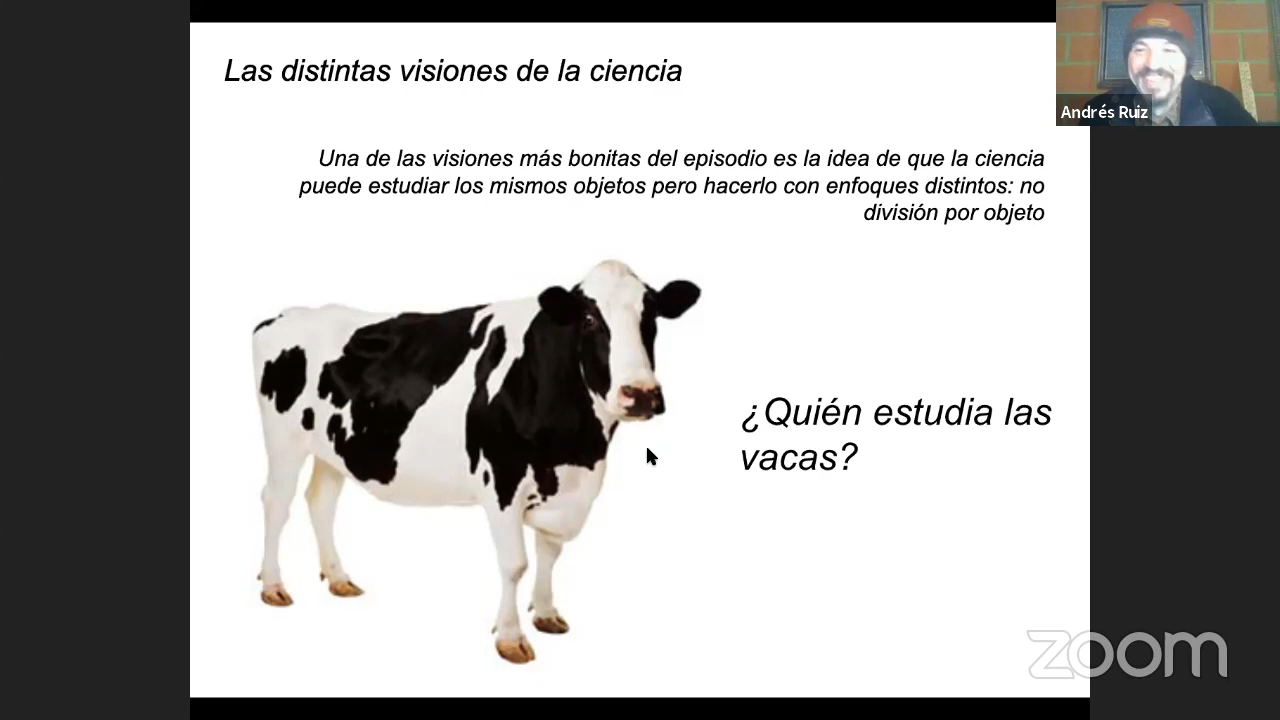 Las distintas visiones de la ciencia
Andrés Ruiz
Una de las visiones más bonitas del episodio es la idea de que la ciencia
puede estudiar los mismos objetos pero hacerlo con enfoques distintos: no
división por objeto
¿Quién estudia las
vacas?
zoom